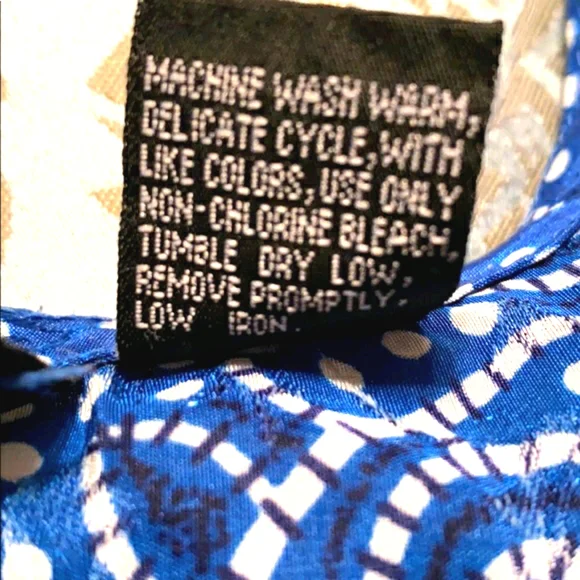 MACHINE WASH WARM,
DELICATE CYCLE, WITH
LIKE COLORS, USE ONLY
NON-CHLORINE BLEACH,
TUMBLE DRY LOW,
REMOVE PROMPTLY,
LOW IRON.